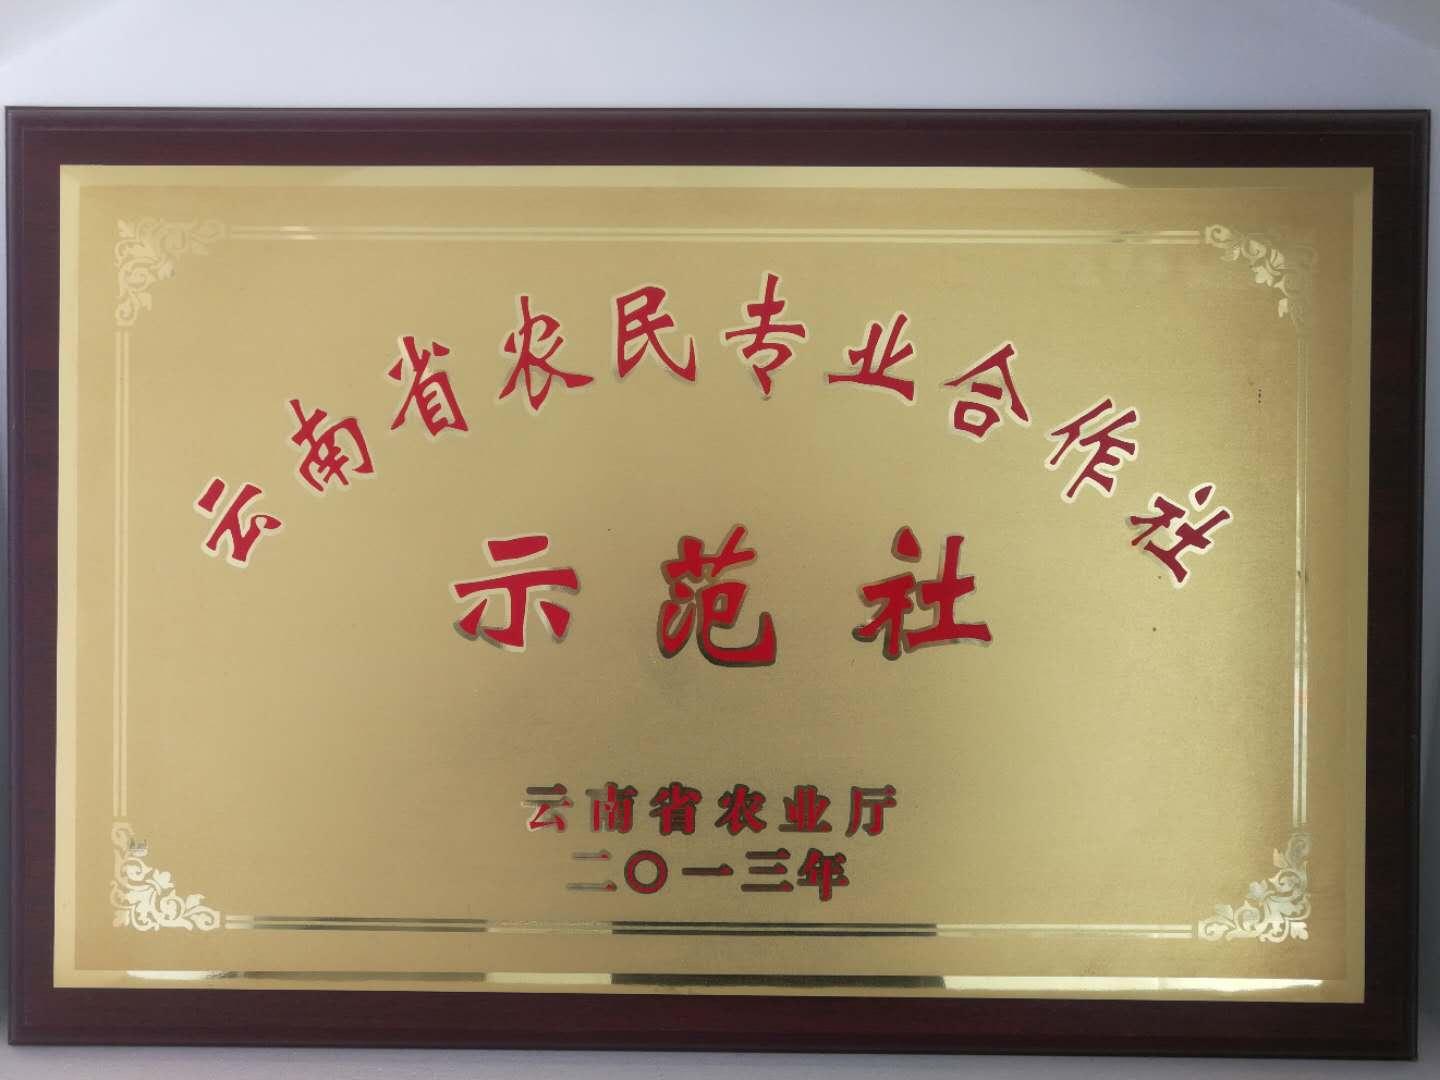 云南省农民专业合作社
示范社
云南省农业厅
二〇一三年